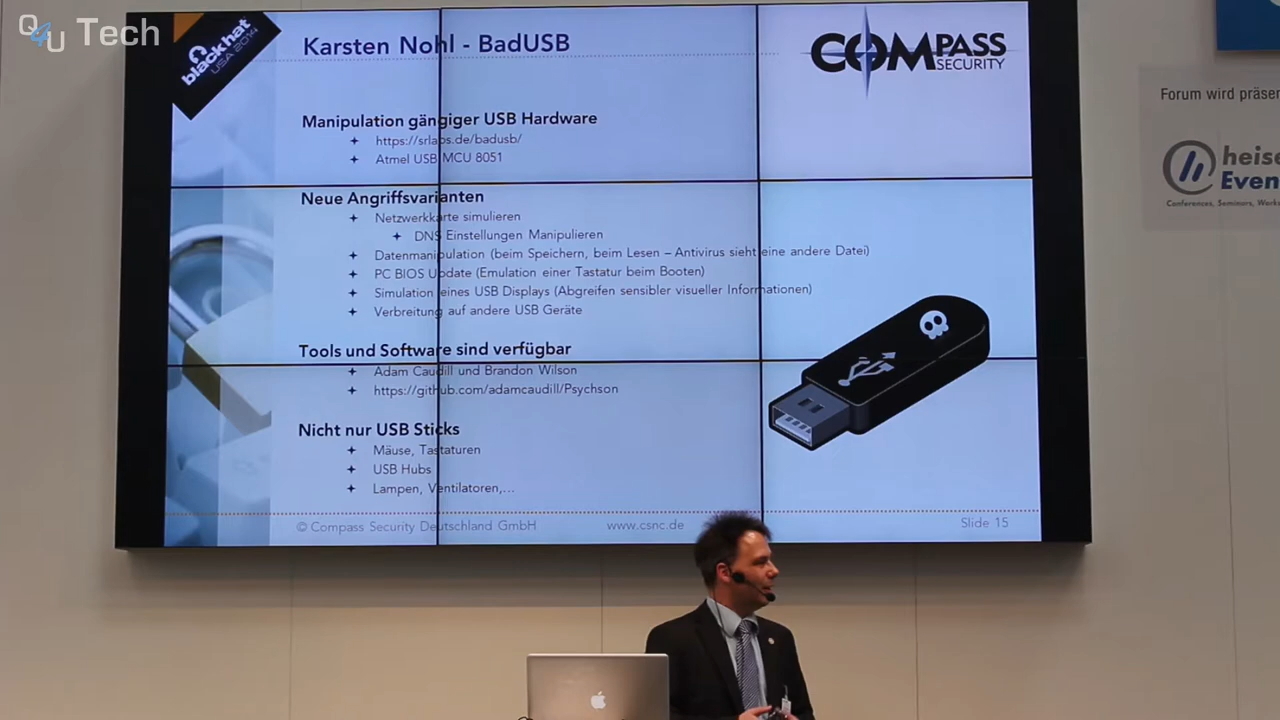 Q4U Tech
blackhat
USA 2014
Karsten Nohl - BadUSB
COMPASS
SECURITY
Manipulation gängiger USB Hardware
https://srlabs.de/badusb/
Atmel USB MCU 8051
Neue Angriffsvarianten
Netzwerkkarte simulieren
DNS Einstellungen Manipulieren
Datenmanipulation (beim Speichern, beim Lesen – Antivirus sieht eine andere Datei)
PC BIOS Update (Emulation einer Tastatur beim Booten)
Simulation eines USB Displays (Abgreifen sensibler visueller Informationen)
Verbreitung auf andere USB Geräte
Tools und Software sind verfügbar
Adam Caudill und Brandon Wilson
https://github.com/adamcaudill/Psychson
Nicht nur USB Sticks
Mäuse, Tastaturen
USB Hubs
Lampen, Ventilatoren,...
© Compass Security Deutschland GmbH
www.csnc.de
Slide 15
Forum wird präsen
heise
Even
Conferences, Seminars, Works